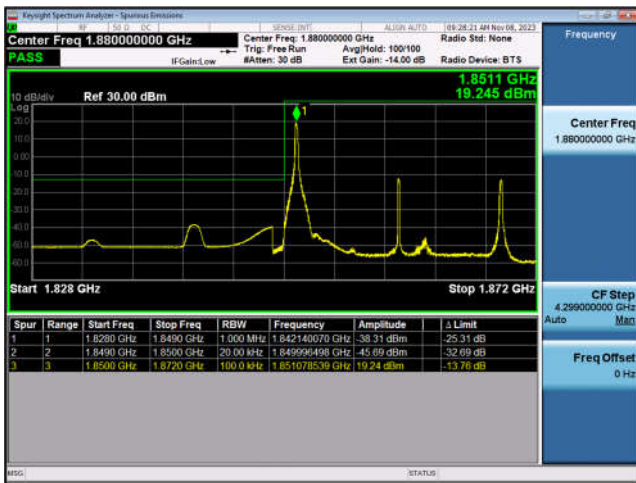 Keysight Spectrum Analyzer - Spurious Emissions
RF 50 Ω DC SENSE:INT ALIGN AUTO 09:28:21 AM Nov 08, 2023
Center Freq 1.880000000 GHz
Center Freq: 1.880000000 GHz
Radio Std: None
Trig: Free Run
Avg|Hold: 100/100
PASS
IFGain:Low
#Atten: 30 dB
Ext Gain: -14.00 dB
Radio Device: BTS
Frequency
1.8511 GHz
19.245 dBm
10 dB/div
Ref 30.00 dBm
Log
1
20.0
10.0
0.00
-10.0
-20.0
-30.0
-40.0
-50.0
-60.0
Start 1.828 GHz
Stop 1.872 GHz
Center Freq
1.880000000 GHz
CF Step
4.299000000 GHz
Auto Man
Freq Offset
0 Hz
Spur Range Start Freq Stop Freq RBW Frequency Amplitude Δ Limit
1 1 1.8280 GHz 1.8490 GHz 1.000 MHz 1.842140070 GHz -38.31 dBm -25.31 dB
2 2 1.8490 GHz 1.8500 GHz 20.00 kHz 1.849996498 GHz -45.69 dBm -32.69 dB
3 3 1.8500 GHz 1.8720 GHz 100.0 kHz 1.851078539 GHz 19.24 dBm -13.76 dB
MSG
STATUS